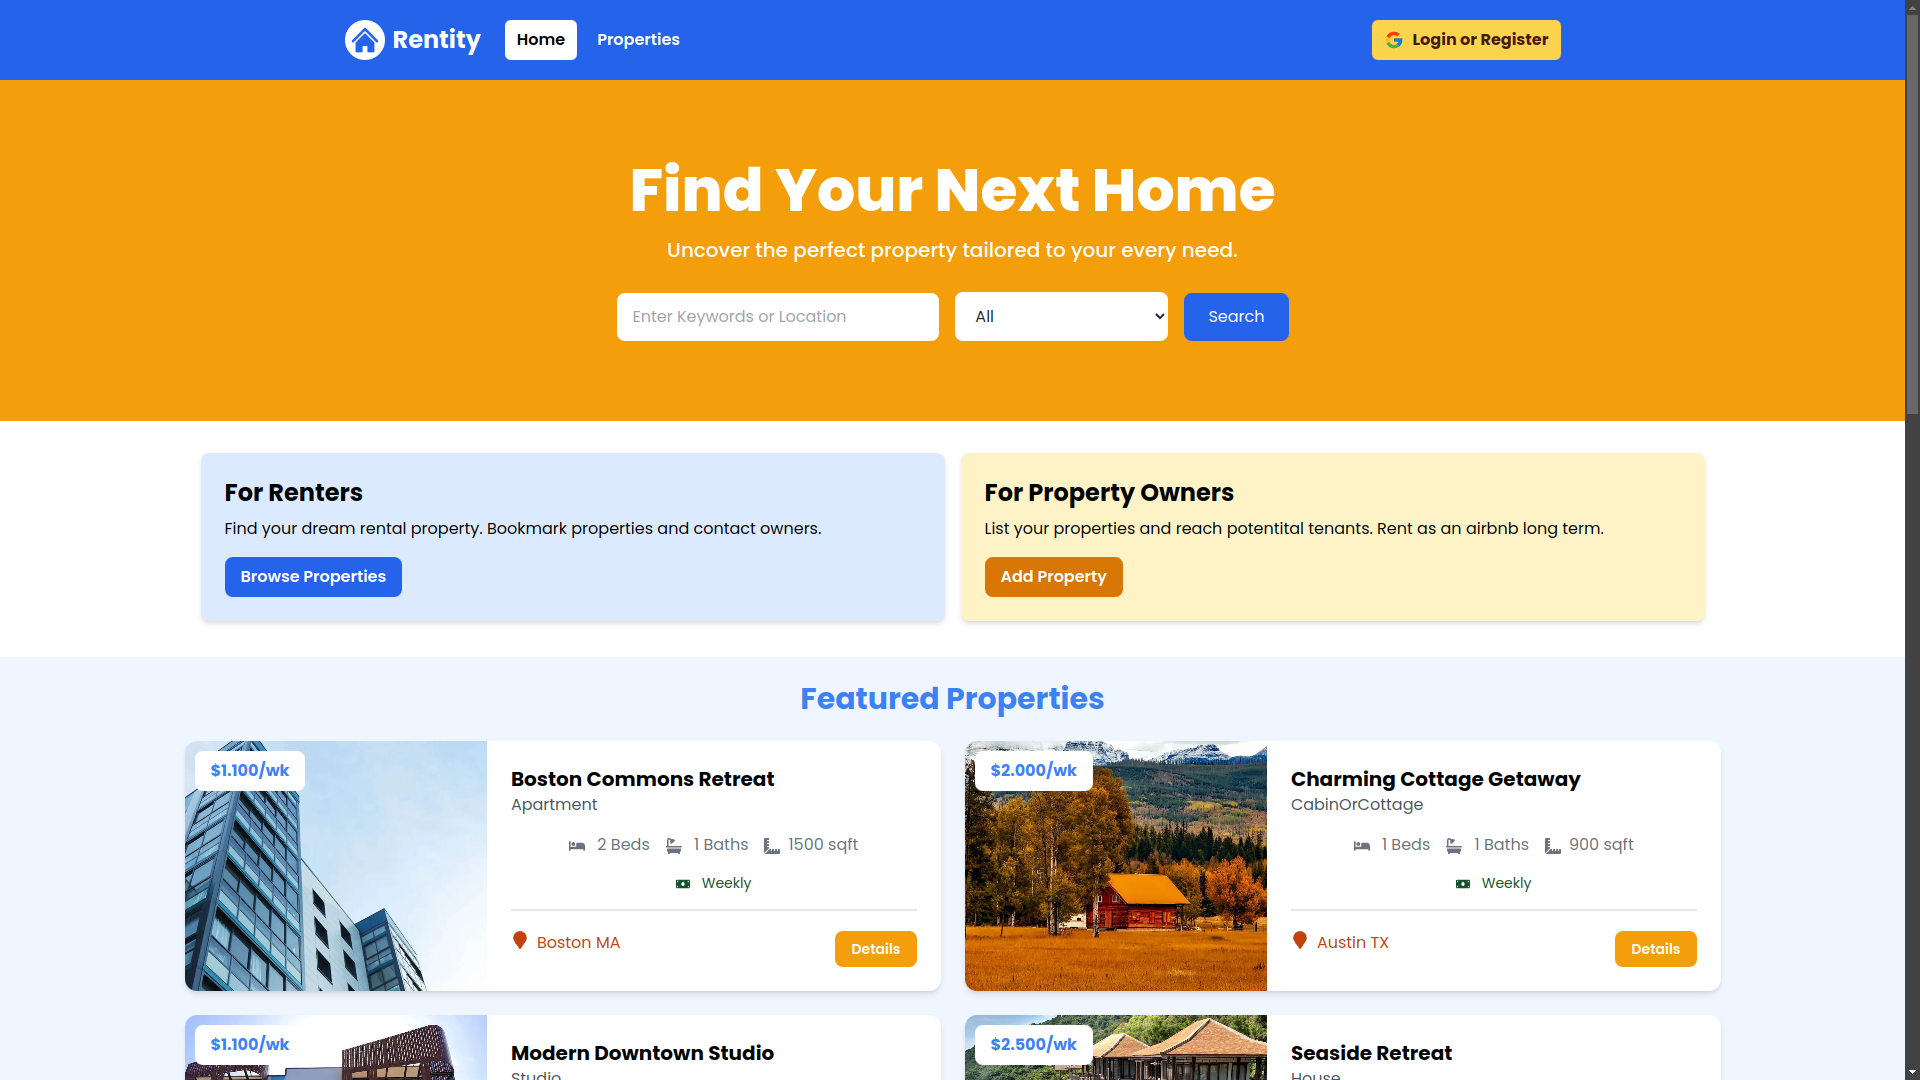 Rentity
Home
Properties
Login or Register
Find Your Next Home
Uncover the perfect property tailored to your every need.
Enter Keywords or Location
All
Search
For Renters
Find your dream rental property. Bookmark properties and contact owners.
Browse Properties
For Property Owners
List your properties and reach potentital tenants. Rent as an airbnb long term.
Add Property
Featured Properties
$1.100/wk
Boston Commons Retreat
Apartment
2 Beds 1 Baths 1500 sqft
Weekly
Boston MA
Details
$2.000/wk
Charming Cottage Getaway
CabinOrCottage
1 Beds 1 Baths 900 sqft
Weekly
Austin TX
Details
$1.100/wk
Modern Downtown Studio
Studio
$2.500/wk
Seaside Retreat
House